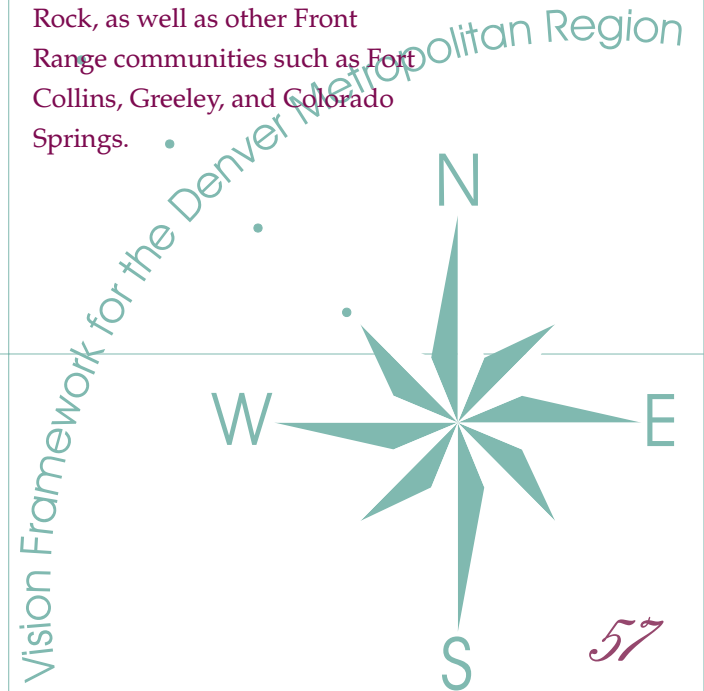 Rock, as well as other Front
Range communities such as Fort
Collins, Greeley, and Colorado
Springs.
Vision Framework for the Denver Metropolitan Region
N
W
E
S
57